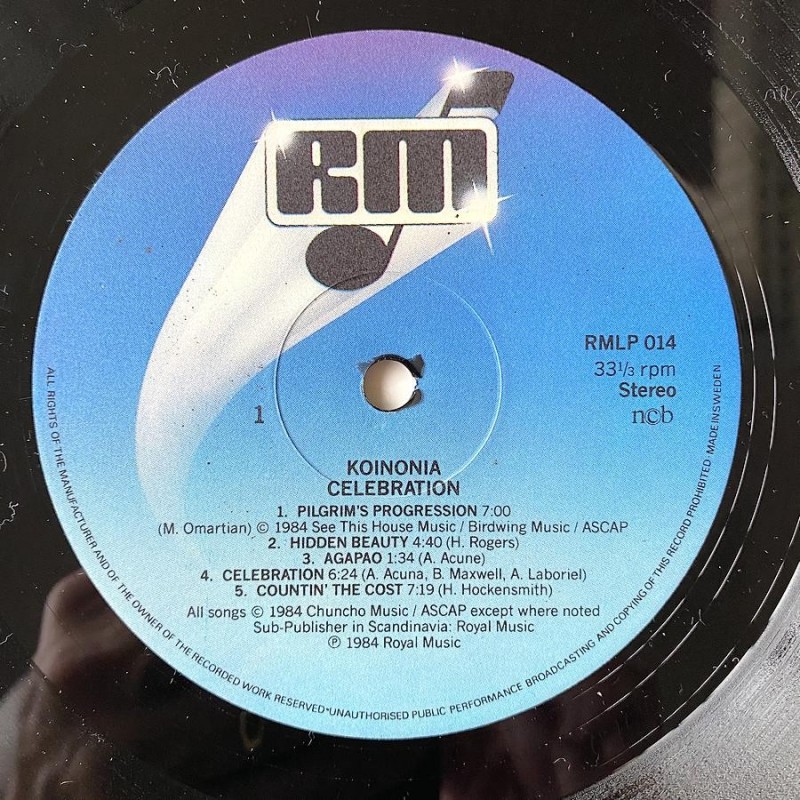 RM
RMLP 014
33 1/3 rpm
Stereo
n©b
1
KOINONIA
CELEBRATION
1. PILGRIM'S PROGRESSION 7:00
(M. Omartian) © 1984 See This House Music / Birdwing Music / ASCAP
2. HIDDEN BEAUTY 4:40 (H. Rogers)
3. AGAPAO 1:34 (A. Acune)
4. CELEBRATION 6:24 (A. Acuna, B. Maxwell, A. Laboriel)
5. COUNTIN' THE COST 7:19 (H. Hockensmith)
All songs © 1984 Chuncho Music / ASCAP except where noted
Sub-Publisher in Scandinavia: Royal Music
℗ 1984 Royal Music
ALL RIGHTS OF THE MANUFACTURER AND OF THE OWNER OF THE RECORDED WORK RESERVED•UNAUTHORISED PUBLIC PERFORMANCE BROADCASTING AND COPYING OF THIS RECORD PROHIBITED. MADE IN SWEDEN